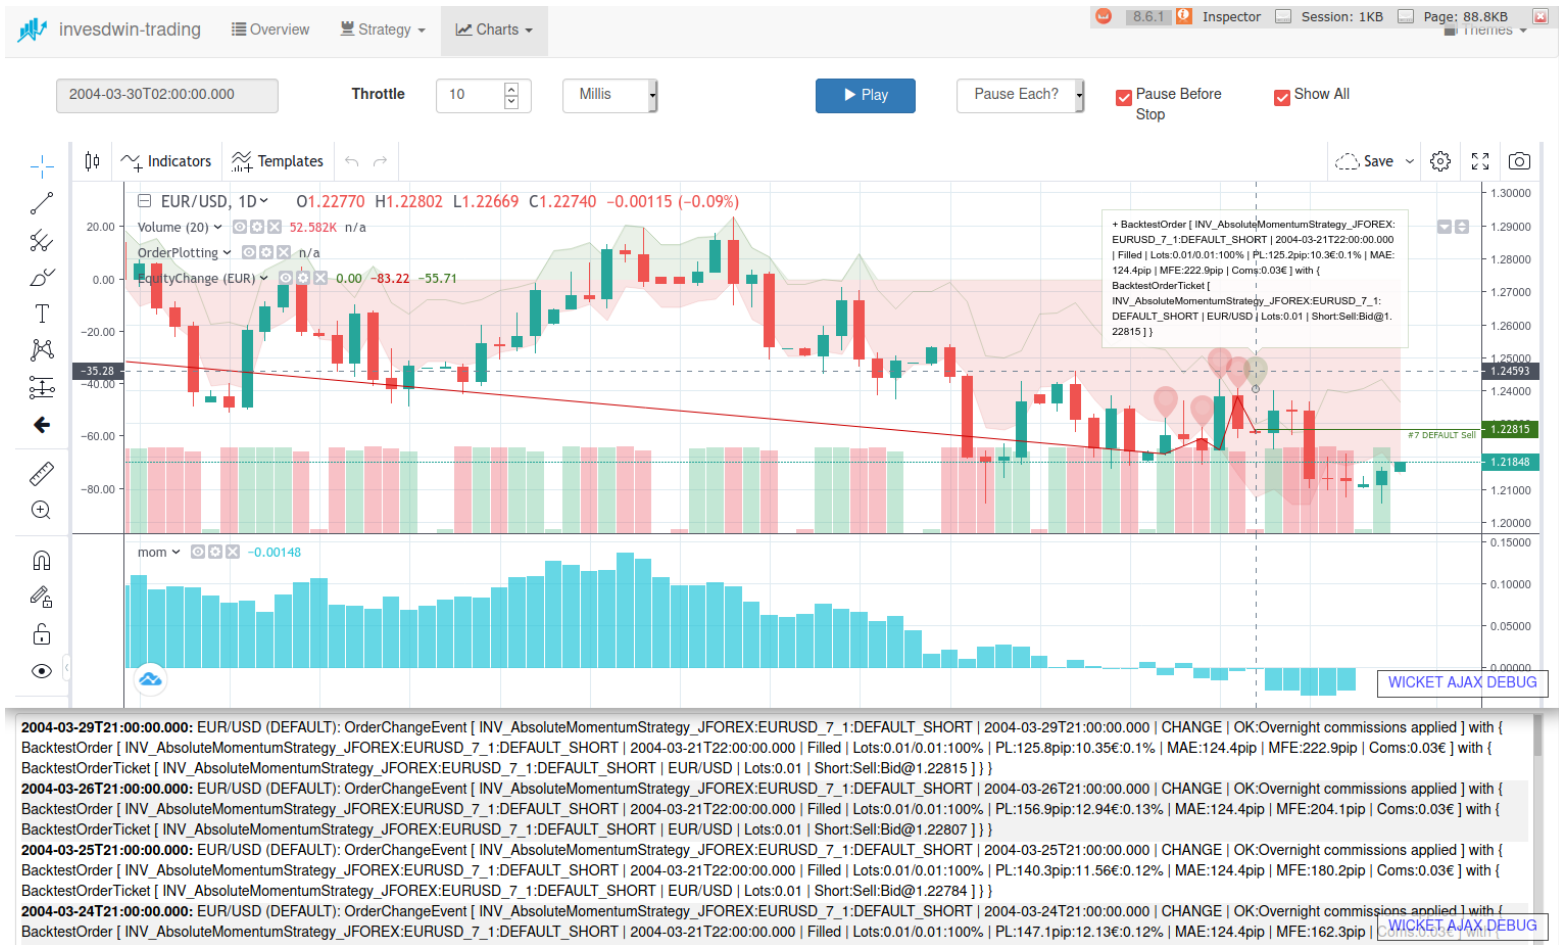 invesdwin-trading
Overview
Strategy
Charts
8.6.1 Inspector Session: 1KB Page: 88.8KB
Themes
2004-03-30T02:00:00.000
Throttle
10
Millis
Play
Pause Each?
Pause Before
Stop
Show All
Indicators
Templates
Save
EUR/USD, 1D O1.22770 H1.22802 L1.22669 C1.22740 −0.00115 (−0.09%)
Volume (20) 52.582K n/a
OrderPlotting n/a
EquityChange (EUR) 0.00 −83.22 −55.71
20.00
0.00
−20.00
−35.28
−40.00
−60.00
−80.00
+ BacktestOrder [ INV_AbsoluteMomentumStrategy_JFOREX:
EURUSD_7_1:DEFAULT_SHORT | 2004-03-21T22:00:00.000
| Filled | Lots:0.01/0.01:100% | PL:125.2pip:10.3€:0.1% | MAE:
124.4pip | MFE:222.9pip | Coms:0.03€ ] with {
BacktestOrderTicket [
INV_AbsoluteMomentumStrategy_JFOREX:EURUSD_7_1:
DEFAULT_SHORT | EUR/USD | Lots:0.01 | Short:Sell:Bid@1.
22815 ] }
1.30000
1.29000
1.28000
1.27000
1.26000
1.25000
1.24593
1.24000
1.22815
#7 DEFAULT Sell
1.21848
1.21000
1.20000
mom −0.00148
0.15000
0.10000
0.05000
0.00000
WICKET AJAX DEBUG
2004-03-29T21:00:00.000: EUR/USD (DEFAULT): OrderChangeEvent [ INV_AbsoluteMomentumStrategy_JFOREX:EURUSD_7_1:DEFAULT_SHORT | 2004-03-29T21:00:00.000 | CHANGE | OK:Overnight commissions applied ] with {
BacktestOrder [ INV_AbsoluteMomentumStrategy_JFOREX:EURUSD_7_1:DEFAULT_SHORT | 2004-03-21T22:00:00.000 | Filled | Lots:0.01/0.01:100% | PL:125.8pip:10.35€:0.1% | MAE:124.4pip | MFE:222.9pip | Coms:0.03€ ] with {
BacktestOrderTicket [ INV_AbsoluteMomentumStrategy_JFOREX:EURUSD_7_1:DEFAULT_SHORT | EUR/USD | Lots:0.01 | Short:Sell:Bid@1.22815 ] } }
2004-03-26T21:00:00.000: EUR/USD (DEFAULT): OrderChangeEvent [ INV_AbsoluteMomentumStrategy_JFOREX:EURUSD_7_1:DEFAULT_SHORT | 2004-03-26T21:00:00.000 | CHANGE | OK:Overnight commissions applied ] with {
BacktestOrder [ INV_AbsoluteMomentumStrategy_JFOREX:EURUSD_7_1:DEFAULT_SHORT | 2004-03-21T22:00:00.000 | Filled | Lots:0.01/0.01:100% | PL:156.9pip:12.94€:0.13% | MAE:124.4pip | MFE:204.1pip | Coms:0.03€ ] with {
BacktestOrderTicket [ INV_AbsoluteMomentumStrategy_JFOREX:EURUSD_7_1:DEFAULT_SHORT | EUR/USD | Lots:0.01 | Short:Sell:Bid@1.22807 ] } }
2004-03-25T21:00:00.000: EUR/USD (DEFAULT): OrderChangeEvent [ INV_AbsoluteMomentumStrategy_JFOREX:EURUSD_7_1:DEFAULT_SHORT | 2004-03-25T21:00:00.000 | CHANGE | OK:Overnight commissions applied ] with {
BacktestOrder [ INV_AbsoluteMomentumStrategy_JFOREX:EURUSD_7_1:DEFAULT_SHORT | 2004-03-21T22:00:00.000 | Filled | Lots:0.01/0.01:100% | PL:140.3pip:11.56€:0.12% | MAE:124.4pip | MFE:180.2pip | Coms:0.03€ ] with {
BacktestOrderTicket [ INV_AbsoluteMomentumStrategy_JFOREX:EURUSD_7_1:DEFAULT_SHORT | EUR/USD | Lots:0.01 | Short:Sell:Bid@1.22784 ] } }
2004-03-24T21:00:00.000: EUR/USD (DEFAULT): OrderChangeEvent [ INV_AbsoluteMomentumStrategy_JFOREX:EURUSD_7_1:DEFAULT_SHORT | 2004-03-24T21:00:00.000 | CHANGE | OK:Overnight commissions applied ] with {
BacktestOrder [ INV_AbsoluteMomentumStrategy_JFOREX:EURUSD_7_1:DEFAULT_SHORT | 2004-03-21T22:00:00.000 | Filled | Lots:0.01/0.01:100% | PL:147.1pip:12.13€:0.12% | MAE:124.4pip | MFE:162.3pip | Coms:0.03€ ] with {
WICKET AJAX DEBUG